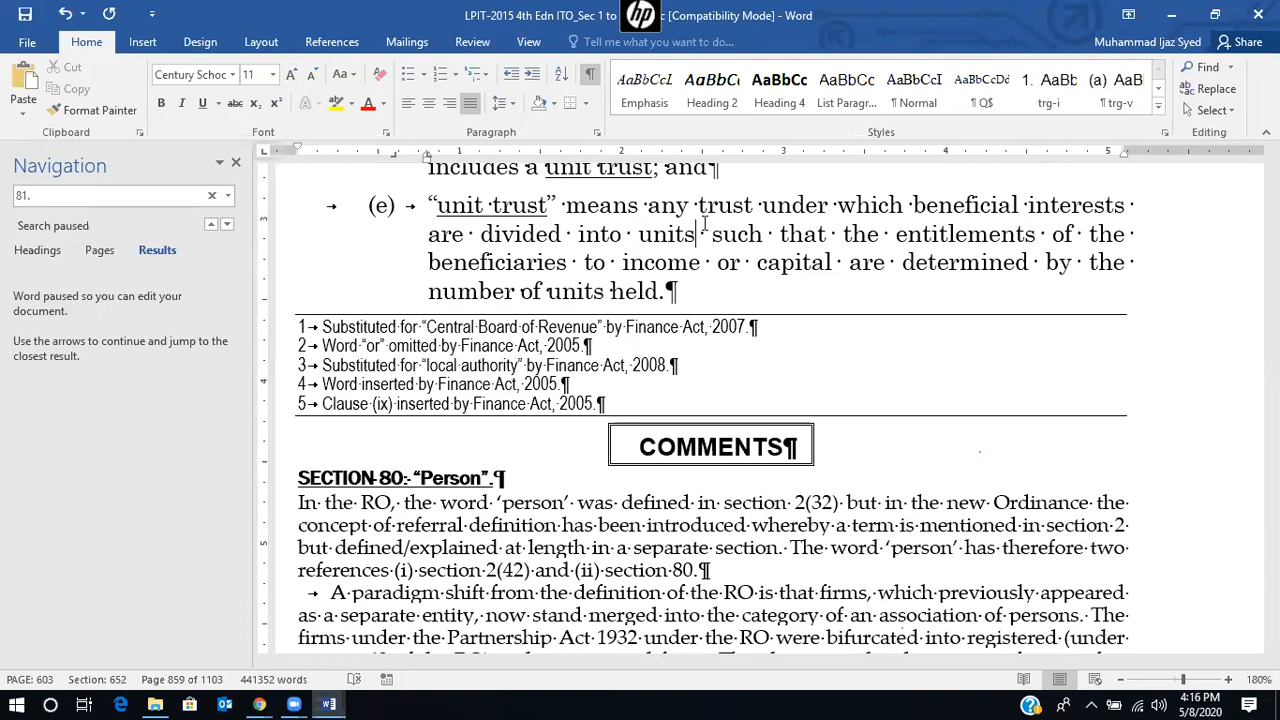 LPIT-2015 4th Edn ITO_Sec 1 to
c [Compatibility Mode] - Word
hp
File Home Insert Design Layout References Mailings Review View Tell me what you want to do... Muhammad Ijaz Syed Share
Paste Cut Copy Format Painter
Century Schoc 11 Aa
B I U abc
AaBbCcL AaBbC( AaBbCc AaBbCcL AaBbCcI AaBbCcDd 1. AaBb (a) AaB
Emphasis Heading 2 Heading List Paragr... ¶ Normal ¶ Q$ trg-i ¶ trg-v
Find Replace Select
Clipboard Font Paragraph Styles Editing
Navigation
81.
Search paused
Headings Pages Results
Word paused so you can edit your
document.
Use the arrows to continue and jump to the
closest result.
1 2 3 4 5
3 4 5
includes a unit trust; and¶
(e) “unit trust” means any trust under which beneficial interests
are divided into units such that the entitlements of the
beneficiaries to income or capital are determined by the
number of units held.¶
1 Substituted for “Central Board of Revenue” by Finance Act, 2007.¶
2 Word “or” omitted by Finance Act, 2005.¶
3 Substituted for “local authority” by Finance Act, 2008.¶
4 Word inserted by Finance Act, 2005.¶
5 Clause (ix) inserted by Finance Act, 2005.¶
COMMENTS¶
SECTION 80:- “Person”.¶
In the RO, the word ‘person’ was defined in section 2(32) but in the new Ordinance the
concept of referral definition has been introduced whereby a term is mentioned in section 2
but defined/explained at length in a separate section. The word ‘person’ has therefore two
references (i) section 2(42) and (ii) section 80.¶
A paradigm shift from the definition of the RO is that firms, which previously appeared
as a separate entity, now stand merged into the category of an association of persons. The
firms under the Partnership Act 1932 under the RO were bifurcated into registered (under
PAGE: 603 Section: 652 Page 859 of 1103 441352 words 180%
4:16 PM
5/8/2020